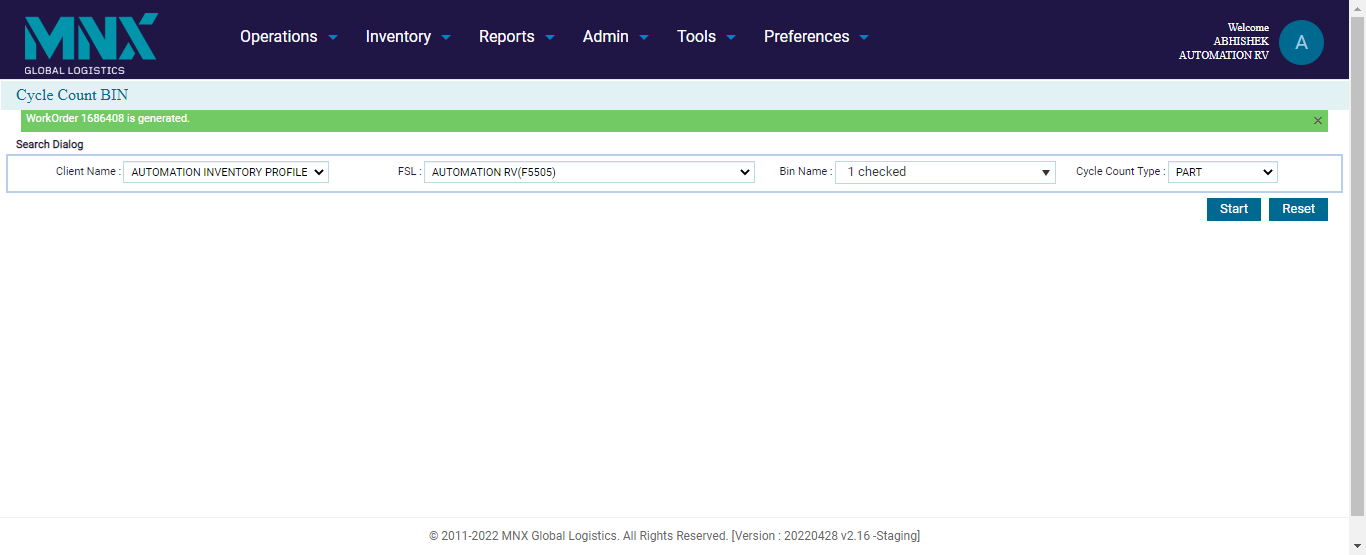 MNX
GLOBAL LOGISTICS
Operations Inventory Reports Admin Tools Preferences
Welcome
ABHISHEK
AUTOMATION RV
A
Cycle Count BIN
WorkOrder 1686408 is generated.
×
Search Dialog
Client Name : AUTOMATION INVENTORY PROFILE FSL : AUTOMATION RV(F5505) Bin Name : 1 checked Cycle Count Type : PART
Start Reset
© 2011-2022 MNX Global Logistics. All Rights Reserved. [Version : 20220428 v2.16 -Staging]